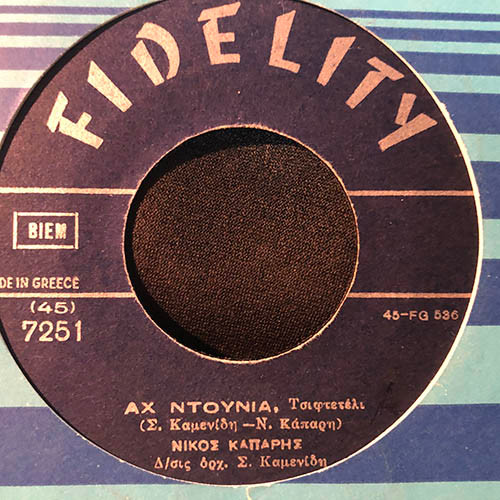 FIDELITY
BIEM
DE IN GREECE
(45)
7251
45-FG 536
ΑΧ ΝΤΟΥΝΙΑ, Τσιφτετέλι
(Σ. Καμενίδη —Ν. Κάπαρη)
ΝΙΚΟΣ ΚΑΠΑΡΗΣ
Δ/σις ὀρχ. Σ. Καμενίδη